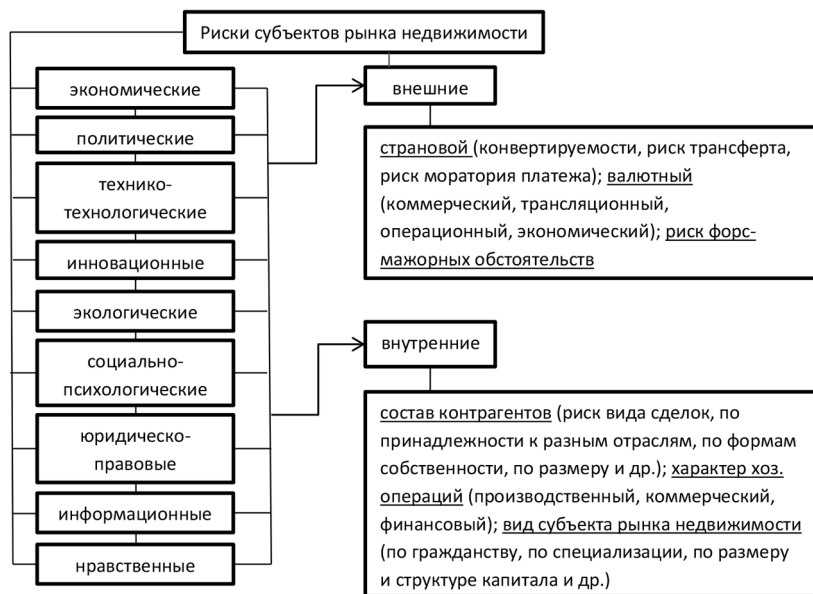 Риски субъектов рынка недвижимости
экономические
политические
технико-
технологические
инновационные
экологические
социально-
психологические
юридическо-
правовые
информационные
нравственные
внешние
страновой (конвертируемости, риск трансферта,
риск моратория платежа); валютный
(коммерческий, трансляционный,
операционный, экономический); риск форс-
мажорных обстоятельств
внутренние
состав контрагентов (риск вида сделок, по
принадлежности к разным отраслям, по формам
собственности, по размеру и др.); характер хоз.
операций (производственный, коммерческий,
финансовый); вид субъекта рынка недвижимости
(по гражданству, по специализации, по размеру
и структуре капитала и др.)